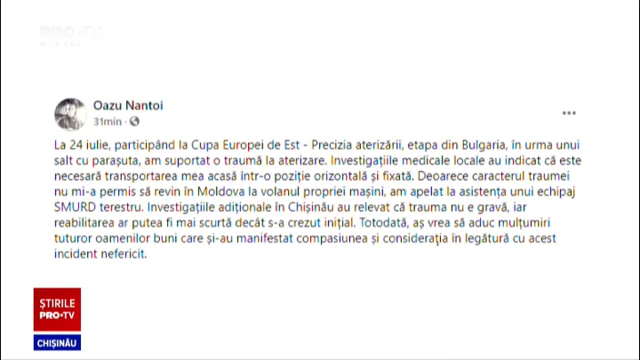 PRO TV
Oazu Nantoi
31min ·
La 24 iulie, participând la Cupa Europei de Est - Precizia aterizării, etapa din Bulgaria, în urma unui
salt cu parașuta, am suportat o traumă la aterizare. Investigațiile medicale locale au indicat că este
necesară transportarea mea acasă într-o poziție orizontală și fixată. Deoarece caracterul traumei
nu mi-a permis să revin în Moldova la volanul propriei mașini, am apelat la asistența unui echipaj
SMURD terestru. Investigațiile adiționale în Chișinău au relevat că trauma nu e gravă, iar
reabilitarea ar putea fi mai scurtă decât s-a crezut inițial. Totodată, aș vrea să aduc mulțumiri
tuturor oamenilor buni care și-au manifestat compasiunea și considerația în legătură cu acest
incident nefericit.
ȘTIRILE
PRO•TV
CHIȘINĂU